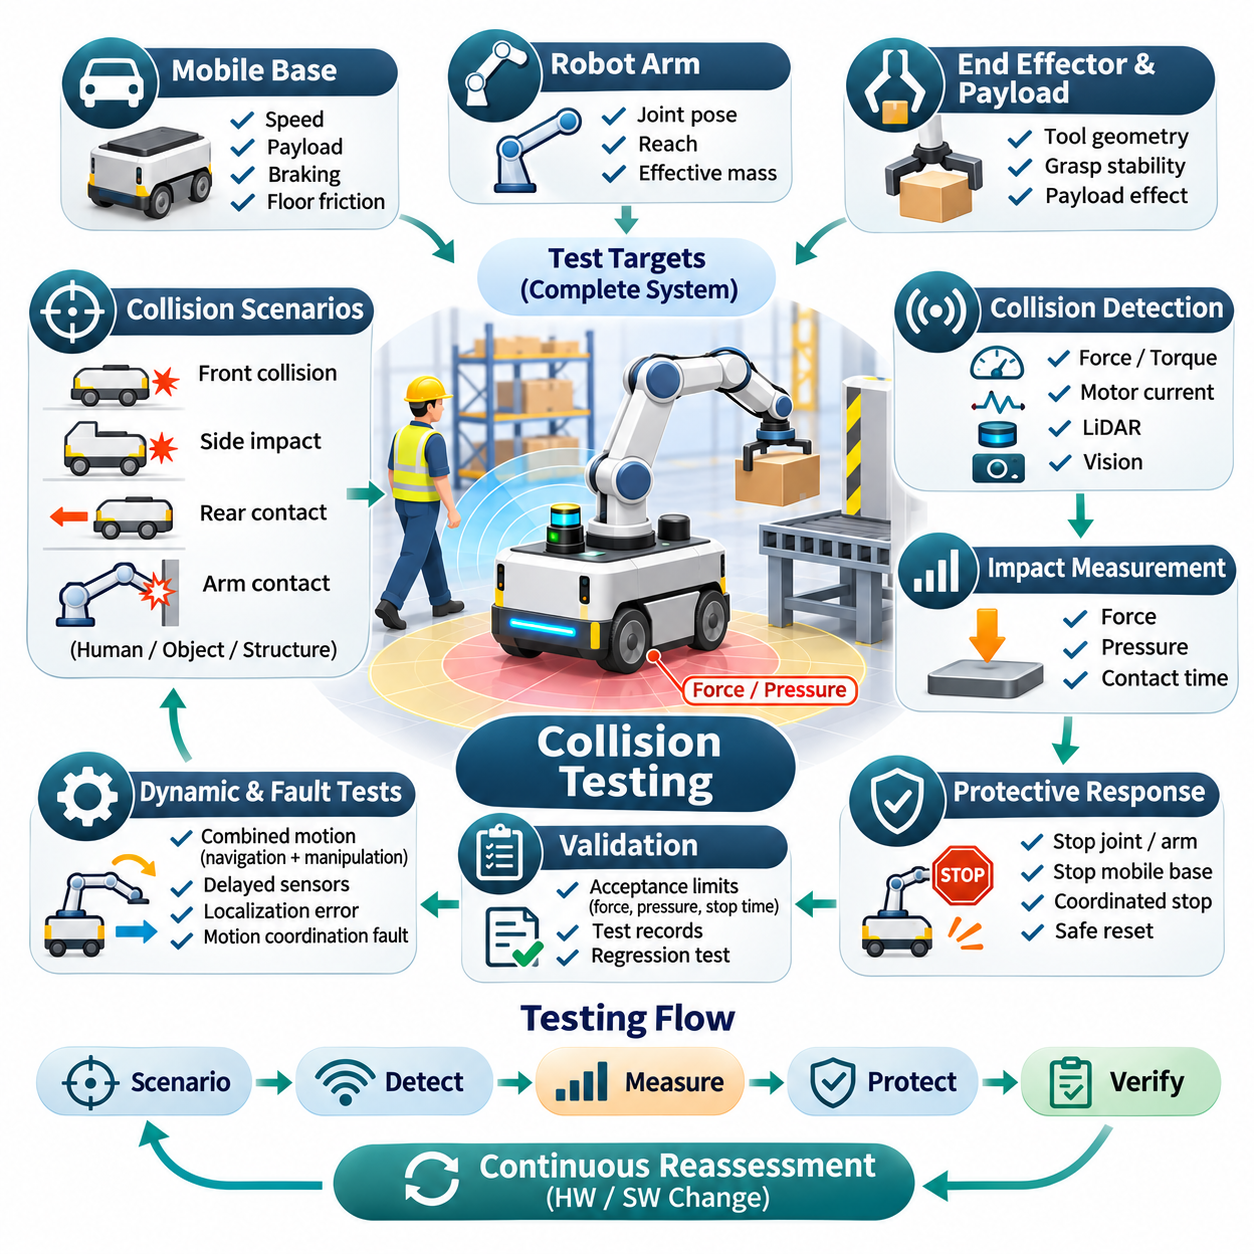 Mobile Base
Speed
Payload
Braking
Floor friction
Robot Arm
Joint pose
Reach
Effective mass
End Effector &
Payload
Tool geometry
Grasp stability
Payload effect
Test Targets
(Complete System)
Collision Scenarios
Front collision
Side impact
Rear contact
Arm contact
(Human / Object / Structure)
Collision Detection
Force / Torque
Motor current
LiDAR
Vision
Impact Measurement
Force
Pressure
Contact time
Force / Pressure
Collision
Testing
Dynamic & Fault Tests
Combined motion
(navigation + manipulation)
Delayed sensors
Localization error
Motion coordination fault
Validation
Acceptance limits
(force, pressure, stop time)
Test records
Regression test
Protective Response
STOP
Stop joint / arm
Stop mobile base
Coordinated stop
Safe reset
Testing Flow
Scenario
Detect
Measure
Protect
Verify
Continuous Reassessment
(HW / SW Change)